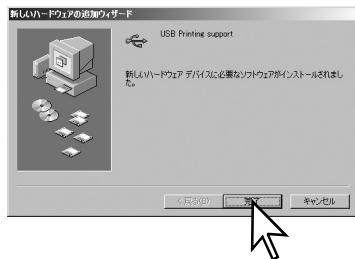 新しいハードウェアの追加ウィザード
USB Printing support
新しいハードウェア デバイスに必要なソフトウェアがインストールされまし
た。
< 戻る(B)
完了
キャンセル